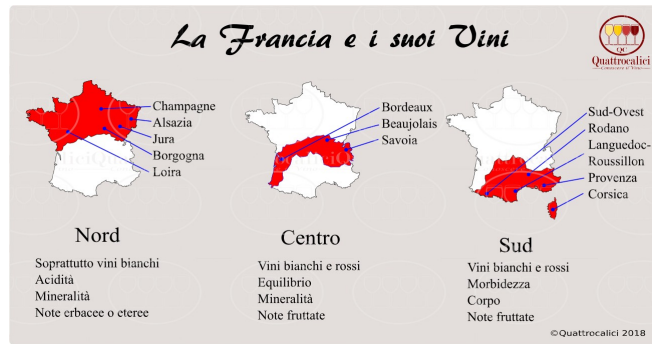 La Francia e i suoi Vini
QC
Quattrocalici
Champagne
Alsazia
Jura
Borgogna
Loira
Nord
Soprattutto vini bianchi
Acidità
Mineralità
Note erbacee o eteree
Bordeaux
Beaujolais
Savoia
Centro
Vini bianchi e rossi
Equilibrio
Mineralità
Note fruttate
Sud-Ovest
Rodano
Languedoc-
Roussillon
Provenza
Corsica
Sud
Vini bianchi e rossi
Morbidezza
Corpo
Note fruttate
©Quattrocalici 2018